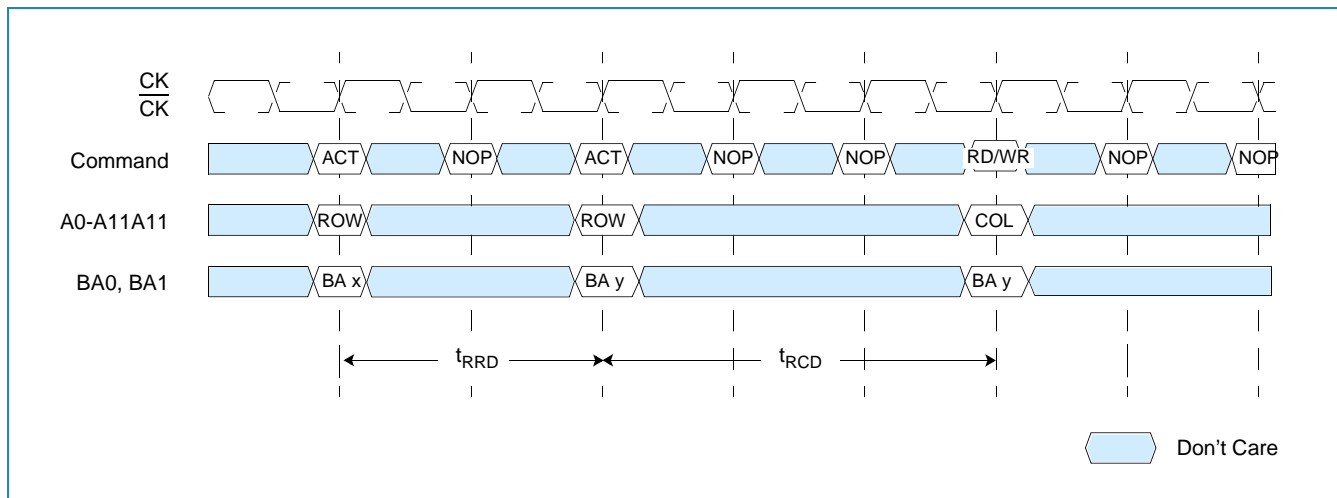 CK
CK
Command ACT NOP ACT NOP NOP RD/WR NOP NOP
A0-A11A11 ROW ROW COL
BA0, BA1 BA x BA y BA y
tRRD tRCD
Don't Care